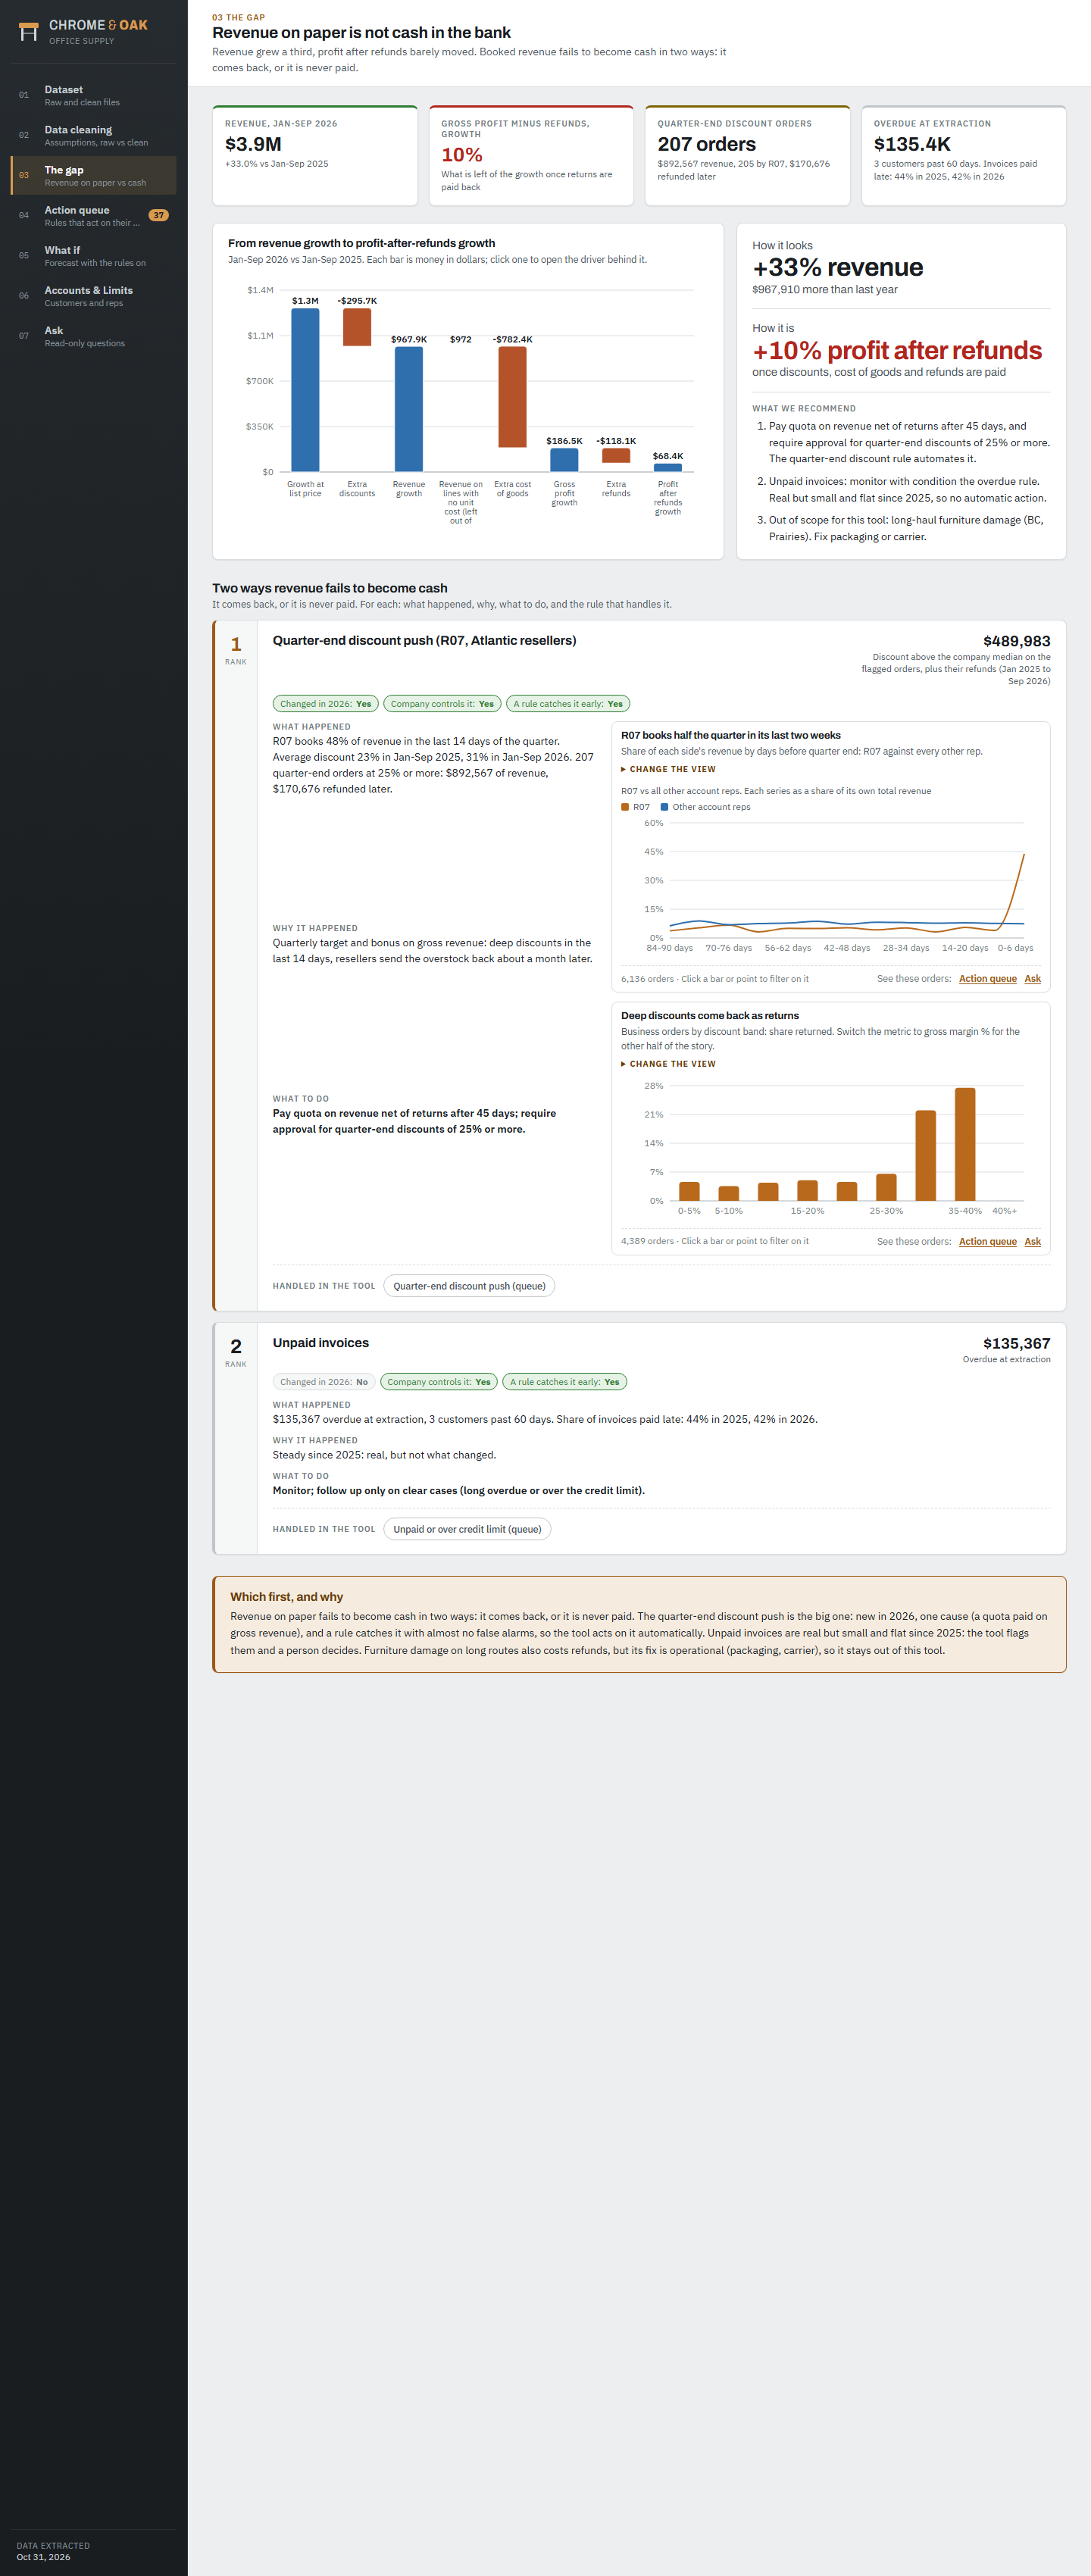 CHROME & OAK
OFFICE SUPPLY
01
Dataset
Raw and clean files
02
Data cleaning
Assumptions, raw vs clean
03
The gap
Revenue on paper vs cash
04
Action queue
Rules that act on their ...
37
05
What if
Forecast with the rules on
06
Accounts & Limits
Customers and reps
07
Ask
Read-only questions
DATA EXTRACTED
Oct 31, 2026
03 THE GAP
Revenue on paper is not cash in the bank
Revenue grew a third, profit after refunds barely moved. Booked revenue fails to become cash in two ways: it
comes back, or it is never paid.
REVENUE, JAN-SEP 2026
$3.9M
+33.0% vs Jan-Sep 2025
GROSS PROFIT MINUS REFUNDS,
GROWTH
10%
What is left of the growth once returns are
paid back
QUARTER-END DISCOUNT ORDERS
207 orders
$892,567 revenue, 205 by R07, $170,676
refunded later
OVERDUE AT EXTRACTION
$135.4K
3 customers past 60 days. Invoices paid
late: 44% in 2025, 42% in 2026
From revenue growth to profit-after-refunds growth
Jan-Sep 2026 vs Jan-Sep 2025. Each bar is money in dollars; click one to open the driver behind it.
$1.4M
$1.1M
$700K
$350K
$0
$1.3M
-$295.7K
$967.9K
$972
-$782.4K
$186.5K
-$118.1K
$68.4K
Growth at
list price
Extra
discounts
Revenue
growth
Revenue on
lines with
no unit
cost (left
out of
Extra cost
of goods
Gross
profit
growth
Extra
refunds
Profit
after
refunds
growth
How it looks
+33% revenue
$967,910 more than last year
How it is
+10% profit after refunds
once discounts, cost of goods and refunds are paid
WHAT WE RECOMMEND
1. Pay quota on revenue net of returns after 45 days, and
require approval for quarter-end discounts of 25% or more.
The quarter-end discount rule automates it.
2. Unpaid invoices: monitor with condition the overdue rule.
Real but small and flat since 2025, so no automatic action.
3. Out of scope for this tool: long-haul furniture damage (BC,
Prairies). Fix packaging or carrier.
Two ways revenue fails to become cash
It comes back, or it is never paid. For each: what happened, why, what to do, and the rule that handles it.
1
RANK
Quarter-end discount push (R07, Atlantic resellers)
$489,983
Discount above the company median on the
flagged orders, plus their refunds (Jan 2025 to
Sep 2026)
Changed in 2026: Yes
Company controls it: Yes
A rule catches it early: Yes
WHAT HAPPENED
R07 books 48% of revenue in the last 14 days of the quarter.
Average discount 23% in Jan-Sep 2025, 31% in Jan-Sep 2026. 207
quarter-end orders at 25% or more: $892,567 of revenue,
$170,676 refunded later.
WHY IT HAPPENED
Quarterly target and bonus on gross revenue: deep discounts in the
last 14 days, resellers send the overstock back about a month later.
WHAT TO DO
Pay quota on revenue net of returns after 45 days; require
approval for quarter-end discounts of 25% or more.
R07 books half the quarter in its last two weeks
Share of each side's revenue by days before quarter end: R07 against every other rep.
▶ CHANGE THE VIEW
R07 vs all other account reps. Each series as a share of its own total revenue
R07
Other account reps
60%
45%
30%
15%
0%
84-90 days
70-76 days
56-62 days
42-48 days
28-34 days
14-20 days
0-6 days
6,136 orders · Click a bar or point to filter on it
See these orders: Action queue Ask
Deep discounts come back as returns
Business orders by discount band: share returned. Switch the metric to gross margin % for the
other half of the story.
▶ CHANGE THE VIEW
28%
21%
14%
7%
0%
0-5%
5-10%
15-20%
25-30%
35-40%
40%+
4,389 orders · Click a bar or point to filter on it
See these orders: Action queue Ask
HANDLED IN THE TOOL
Quarter-end discount push (queue)
2
RANK
Unpaid invoices
$135,367
Overdue at extraction
Changed in 2026: No
Company controls it: Yes
A rule catches it early: Yes
WHAT HAPPENED
$135,367 overdue at extraction, 3 customers past 60 days. Share of invoices paid late: 44% in 2025, 42% in 2026.
WHY IT HAPPENED
Steady since 2025: real, but not what changed.
WHAT TO DO
Monitor; follow up only on clear cases (long overdue or over the credit limit).
HANDLED IN THE TOOL
Unpaid or over credit limit (queue)
Which first, and why
Revenue on paper fails to become cash in two ways: it comes back, or it is never paid. The quarter-end discount push is the big one: new in 2026, one cause (a quota paid on
gross revenue), and a rule catches it with almost no false alarms, so the tool acts on it automatically. Unpaid invoices are real but small and flat since 2025: the tool flags
them and a person decides. Furniture damage on long routes also costs refunds, but its fix is operational (packaging, carrier), so it stays out of this tool.